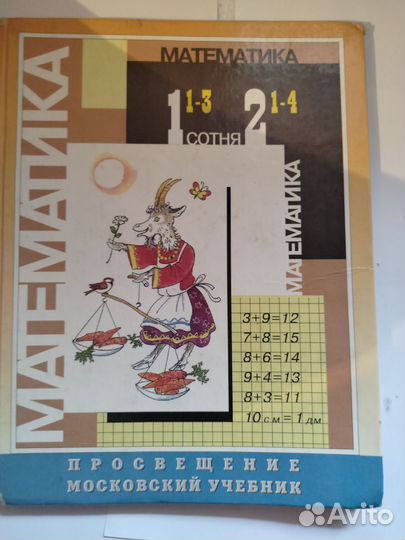 МАТЕМАТИКА
МАТЕМАТИКА
1 1-3 2 1-4
СОТНЯ
МАТЕМАТИКА
3+9=12
7+8=15
8+6=14
9+4=13
8+3=11
10 см = 1 дм
ПРОСВЕЩЕНИЕ
МОСКОВСКИЙ УЧЕБНИК
Avito